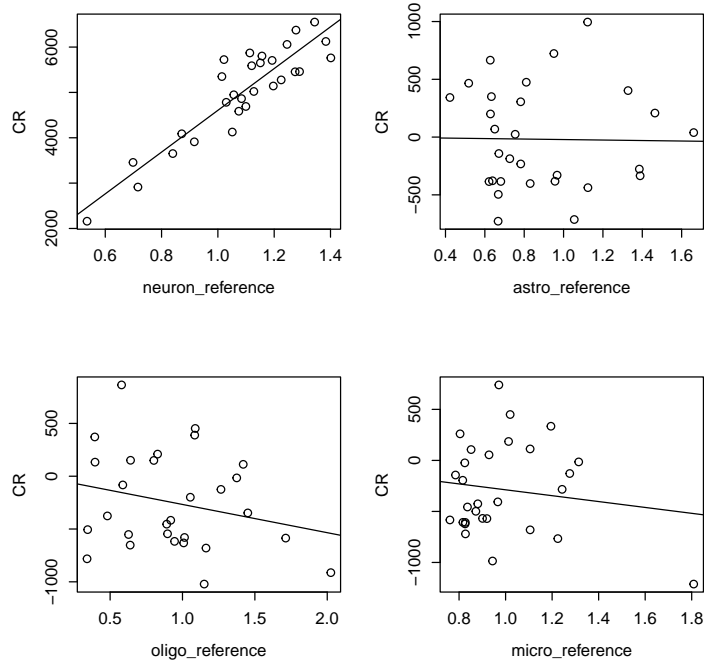 CR
2000
4000
6000
0.6 0.8 1.0 1.2 1.4
neuron_reference
CR
−500
0
500
1000
0.4 0.6 0.8 1.0 1.2 1.4 1.6
astro_reference
CR
−1000
0
500
0.5 1.0 1.5 2.0
oligo_reference
CR
−1000
0
500
0.8 1.0 1.2 1.4 1.6 1.8
micro_reference